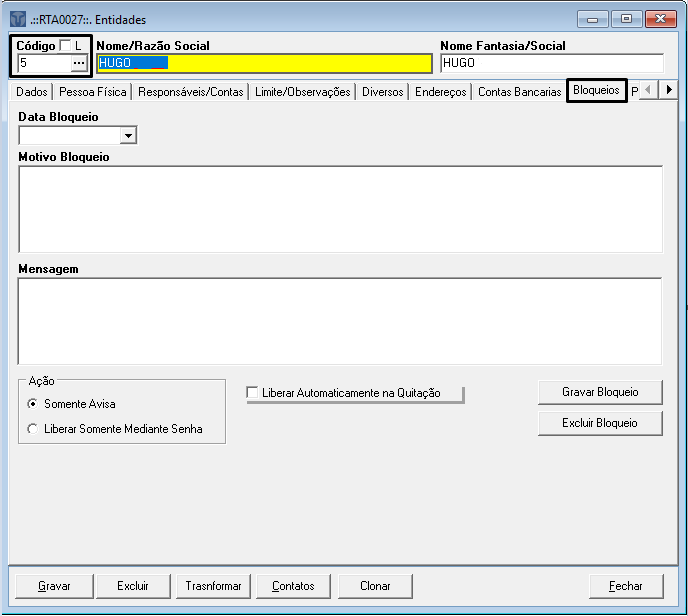 .::RTA0027::. Entidades
Código L Nome/Razão Social Nome Fantasia/Social
5 ... HUGO HUGO
Dados Pessoa Física Responsáveis/Contas Limite/Observações Diversos Endereços Contas Bancarias Bloqueios P
Data Bloqueio
Motivo Bloqueio
Mensagem
Ação
Somente Avisa
Liberar Somente Mediante Senha
Liberar Automaticamente na Quitação
Gravar Bloqueio
Excluir Bloqueio
Gravar Excluir Trasnformar Contatos Clonar Fechar